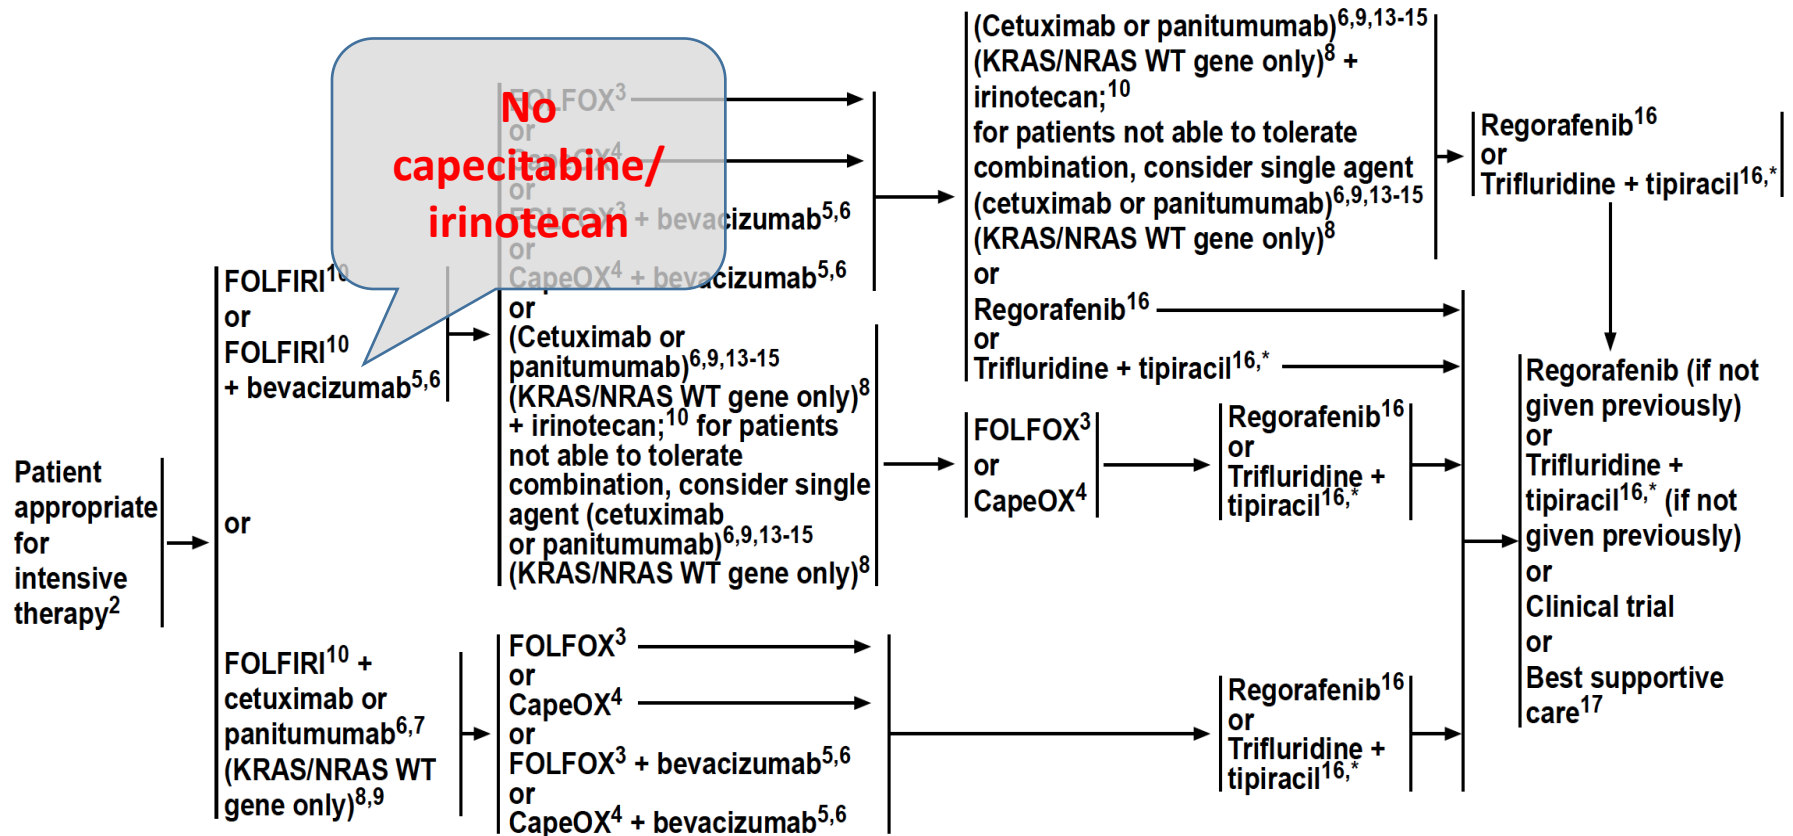 Patient
appropriate
for
intensive
therapy2
FOLFIRI10
or
FOLFIRI10
+ bevacizumab5,6
or
FOLFIRI10 +
cetuximab or
panitumumab6,7
(KRAS/NRAS WT
gene only)8,9
No
capecitabine/
irinotecan
FOLFOX3
or
CapeOX4
or
FOLFOX3 + bevacizumab5,6
or
CapeOX4 + bevacizumab5,6
or
(Cetuximab or
panitumumab)6,9,13-15
(KRAS/NRAS WT gene only)8
+ irinotecan;10 for patients
not able to tolerate
combination, consider single
agent (cetuximab
or panitumumab)6,9,13-15
(KRAS/NRAS WT gene only)8
FOLFOX3
or
CapeOX4
or
FOLFOX3 + bevacizumab5,6
or
CapeOX4 + bevacizumab5,6
(Cetuximab or panitumumab)6,9,13-15
(KRAS/NRAS WT gene only)8 +
irinotecan;10
for patients not able to tolerate
combination, consider single agent
(cetuximab or panitumumab)6,9,13-15
(KRAS/NRAS WT gene only)8
or
Regorafenib16
or
Trifluridine + tipiracil16,*
FOLFOX3
or
CapeOX4
Regorafenib16
or
Trifluridine +
tipiracil16,*
Regorafenib16
or
Trifluridine +
tipiracil16,*
Regorafenib16
or
Trifluridine + tipiracil16,*
Regorafenib (if not
given previously)
or
Trifluridine +
tipiracil16,* (if not
given previously)
or
Clinical trial
or
Best supportive
care17